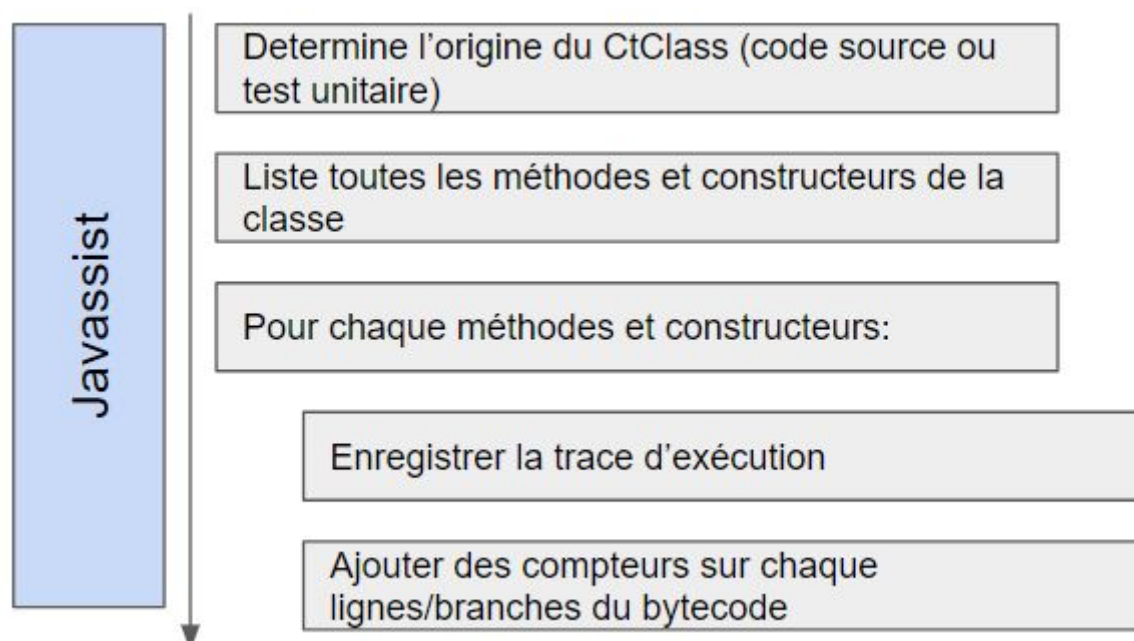 Javassist
Determine l'origine du CtClass (code source ou
test unitaire)
Liste toutes les méthodes et constructeurs de la
classe
Pour chaque méthodes et constructeurs:
Enregistrer la trace d'exécution
Ajouter des compteurs sur chaque
lignes/branches du bytecode